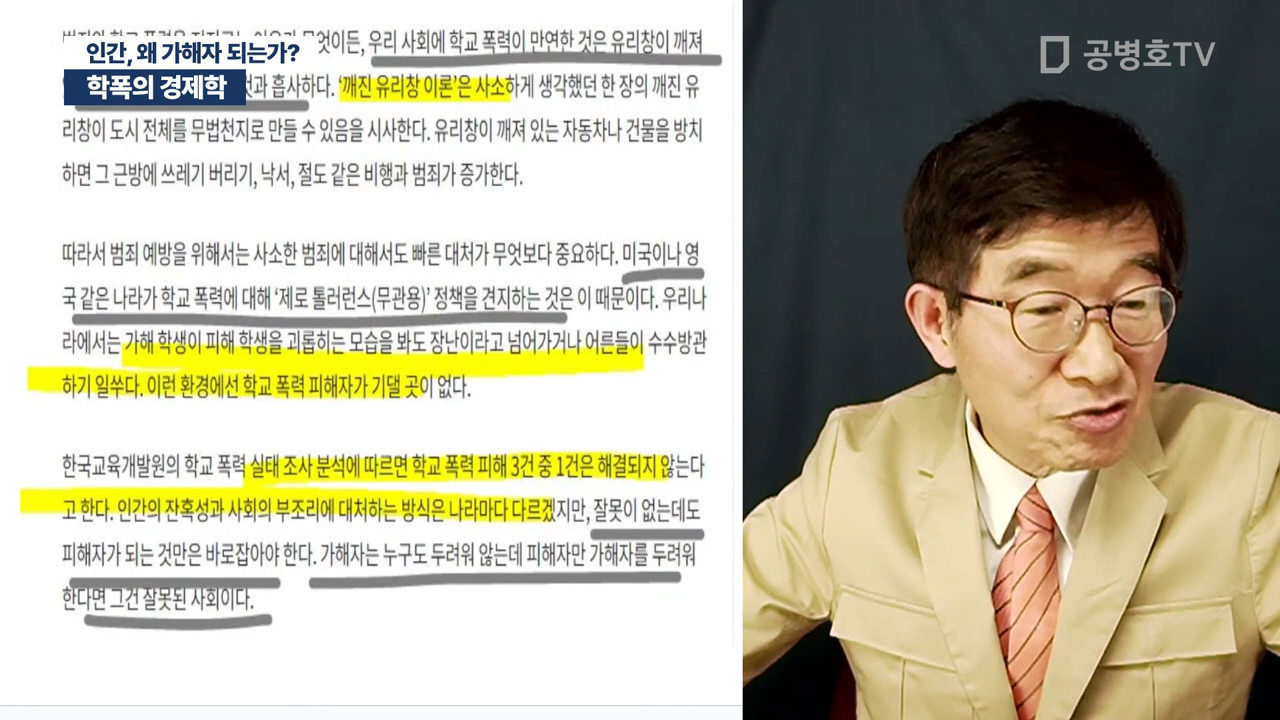 공병호TV
인간, 왜 가해자 되는가?
학폭의 경제학
우리 사회에 학교 폭력이 만연한 것은 유리창이 깨져
흡사하다. ‘깨진 유리창 이론’은 사소하게 생각했던 한 장의 깨진 유
리창이 도시 전체를 무법천지로 만들 수 있음을 시사한다. 유리창이 깨져 있는 자동차나 건물을 방치
하면 그 근방에 쓰레기 버리기, 낙서, 절도 같은 비행과 범죄가 증가한다.
따라서 범죄 예방을 위해서는 사소한 범죄에 대해서도 빠른 대처가 무엇보다 중요하다. 미국이나 영
국 같은 나라가 학교 폭력에 대해 ‘제로 톨러런스(무관용)’ 정책을 견지하는 것은 이 때문이다. 우리나
라에서는 가해 학생이 피해 학생을 괴롭히는 모습을 봐도 장난이라고 넘어가거나 어른들이 수수방관
하기 일쑤다. 이런 환경에선 학교 폭력 피해자가 기댈 곳이 없다.
한국교육개발원의 학교 폭력 실태 조사 분석에 따르면 학교 폭력 피해 3건 중 1건은 해결되지 않는다
고 한다. 인간의 잔혹성과 사회의 부조리에 대처하는 방식은 나라마다 다르겠지만, 잘못이 없는데도
피해자가 되는 것만은 바로잡아야 한다. 가해자는 누구도 두려워 않는데 피해자만 가해자를 두려워
한다면 그건 잘못된 사회이다.